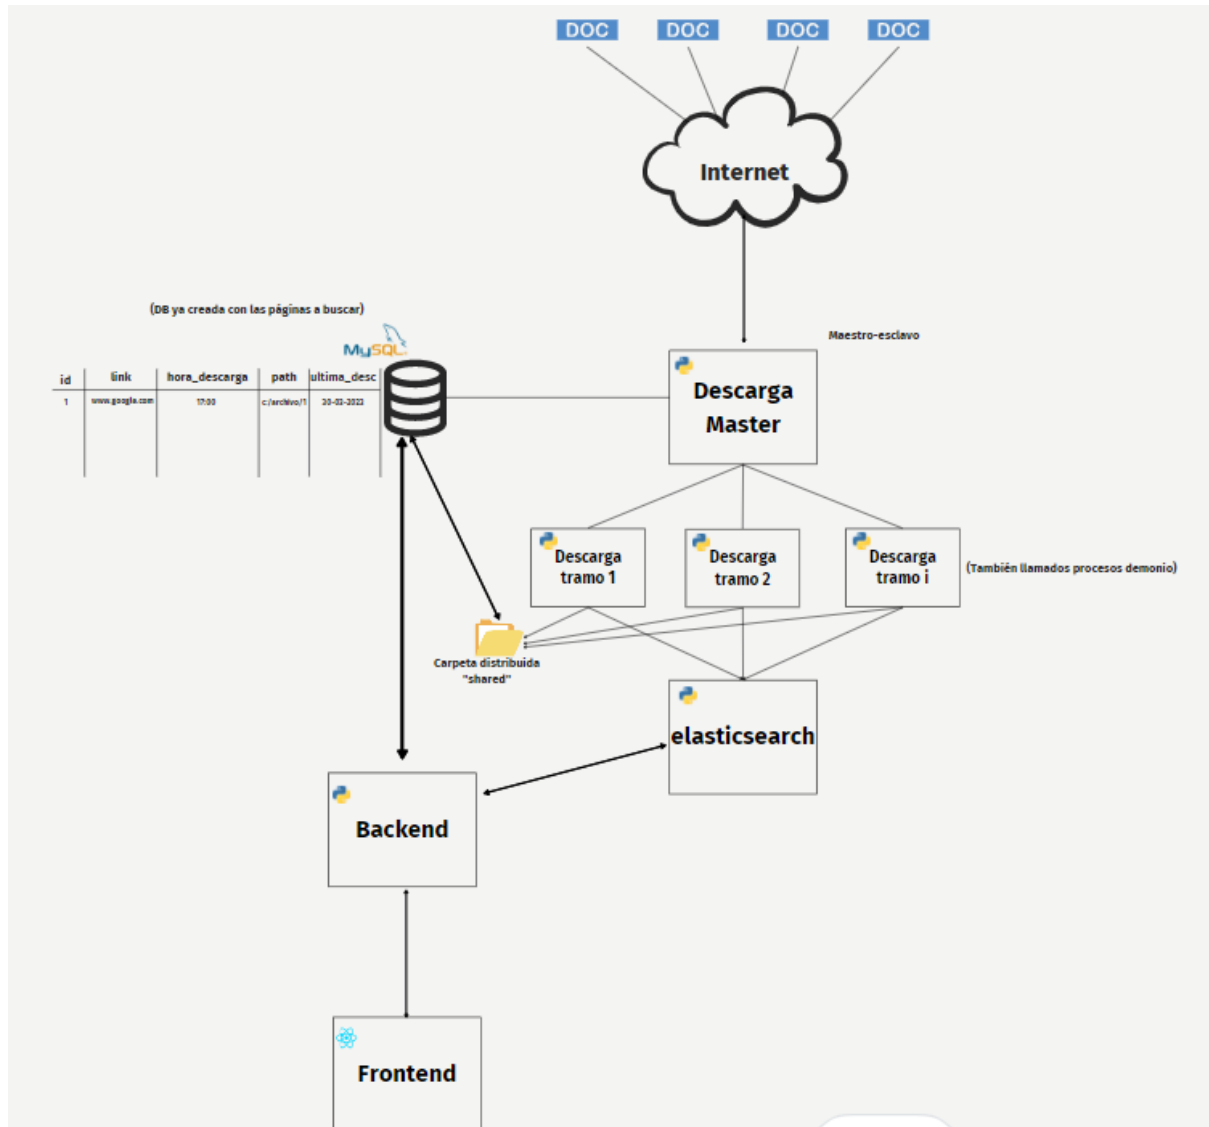 DOC DOC DOC DOC
Internet
(DB ya creada con las páginas a buscar)
MySQL
Maestro-esclavo
id link hora_descarga path ultima_desc
1 www.google.com 17:00 c:/archivo/1 30-03-2023
Descarga
Master
Descarga
tramo 1
Descarga
tramo 2
Descarga
tramo i
(También llamados procesos demonio)
Carpeta distribuida
"shared"
elasticsearch
Backend
Frontend